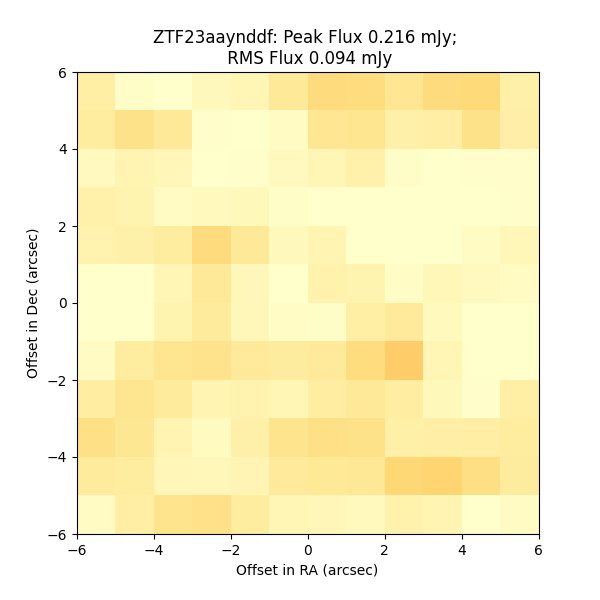 ZTF23aaynddf: Peak Flux 0.216 mJy;
RMS Flux 0.094 mJy
6
4
2
0
−2
−4
−6
Offset in Dec (arcsec)
−6 −4 −2 0 2 4 6
Offset in RA (arcsec)